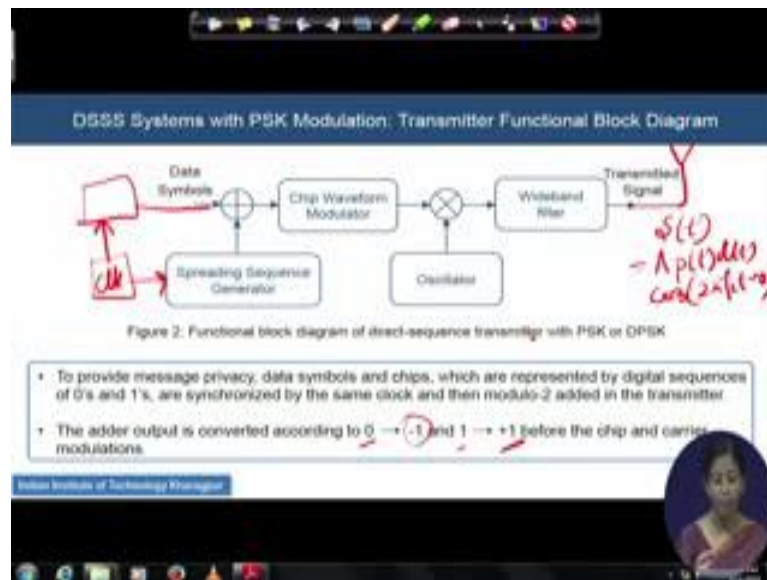 DSSS Systems with PSK Modulation: Transmitter Functional Block Diagram
Data
Symbols
Chip Waveform
Modulator
Wideband
filter
Transmitted
Signal
clk
Spreading Sequence
Generator
Oscillator
S(t)
= A p(t) d(t)
Figure 2: Functional block diagram of direct-sequence transmitter with PSK or DPSK
• To provide message privacy, data symbols and chips, which are represented by digital sequences
of 0's and 1's, are synchronized by the same clock and then modulo-2 added in the transmitter
• The adder output is converted according to 0 → -1 and 1 → +1 before the chip and carrier
modulations
Indian Institute of Technology Kharagpur